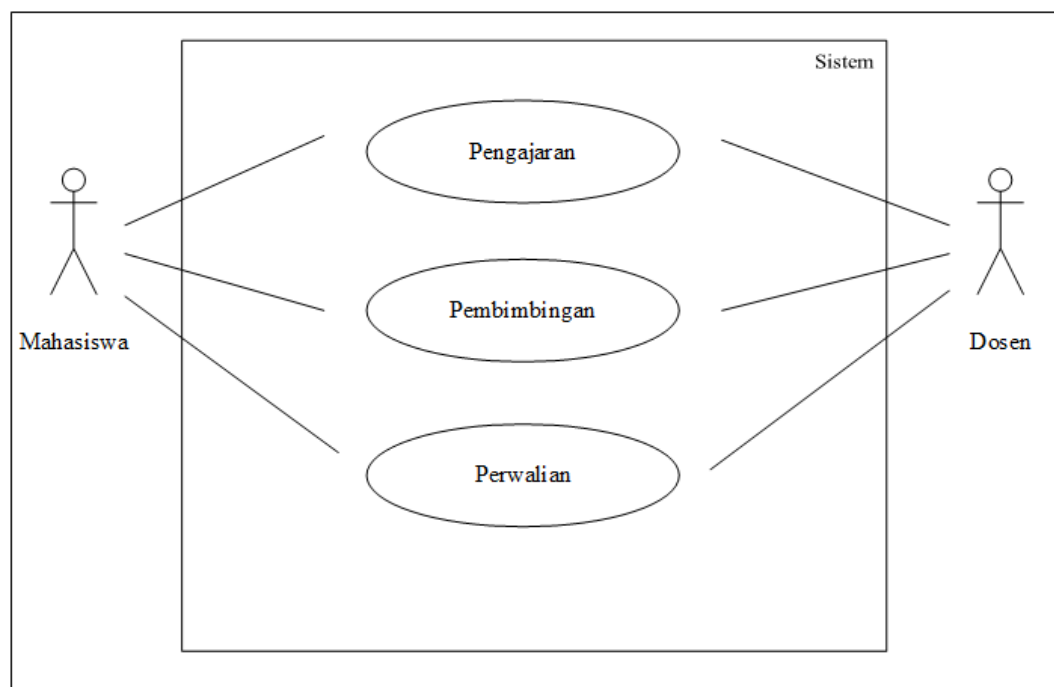 Sistem
Pengajaran
Pembimbingan
Mahasiswa
Dosen
Perwalian